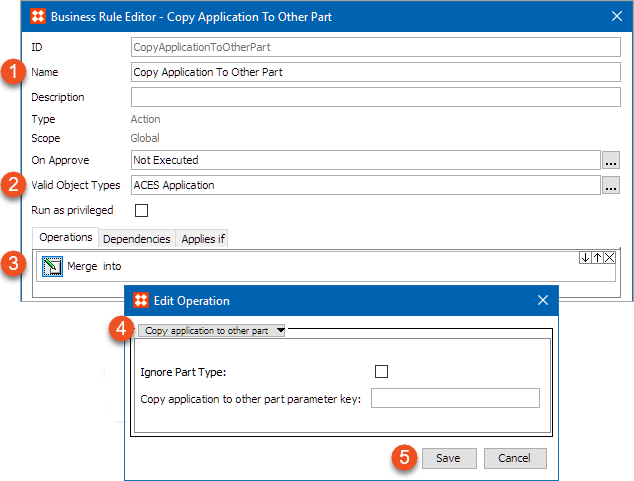 Business Rule Editor - Copy Application To Other Part
ID CopyApplicationToOtherPart
1 Name Copy Application To Other Part
Description
Type Action
Scope Global
On Approve Not Executed ...
2 Valid Object Types ACES Application ...
Run as privileged
Operations Dependencies Applies if
3 Merge into
Edit Operation
4 Copy application to other part
Ignore Part Type:
Copy application to other part parameter key:
5 Save Cancel